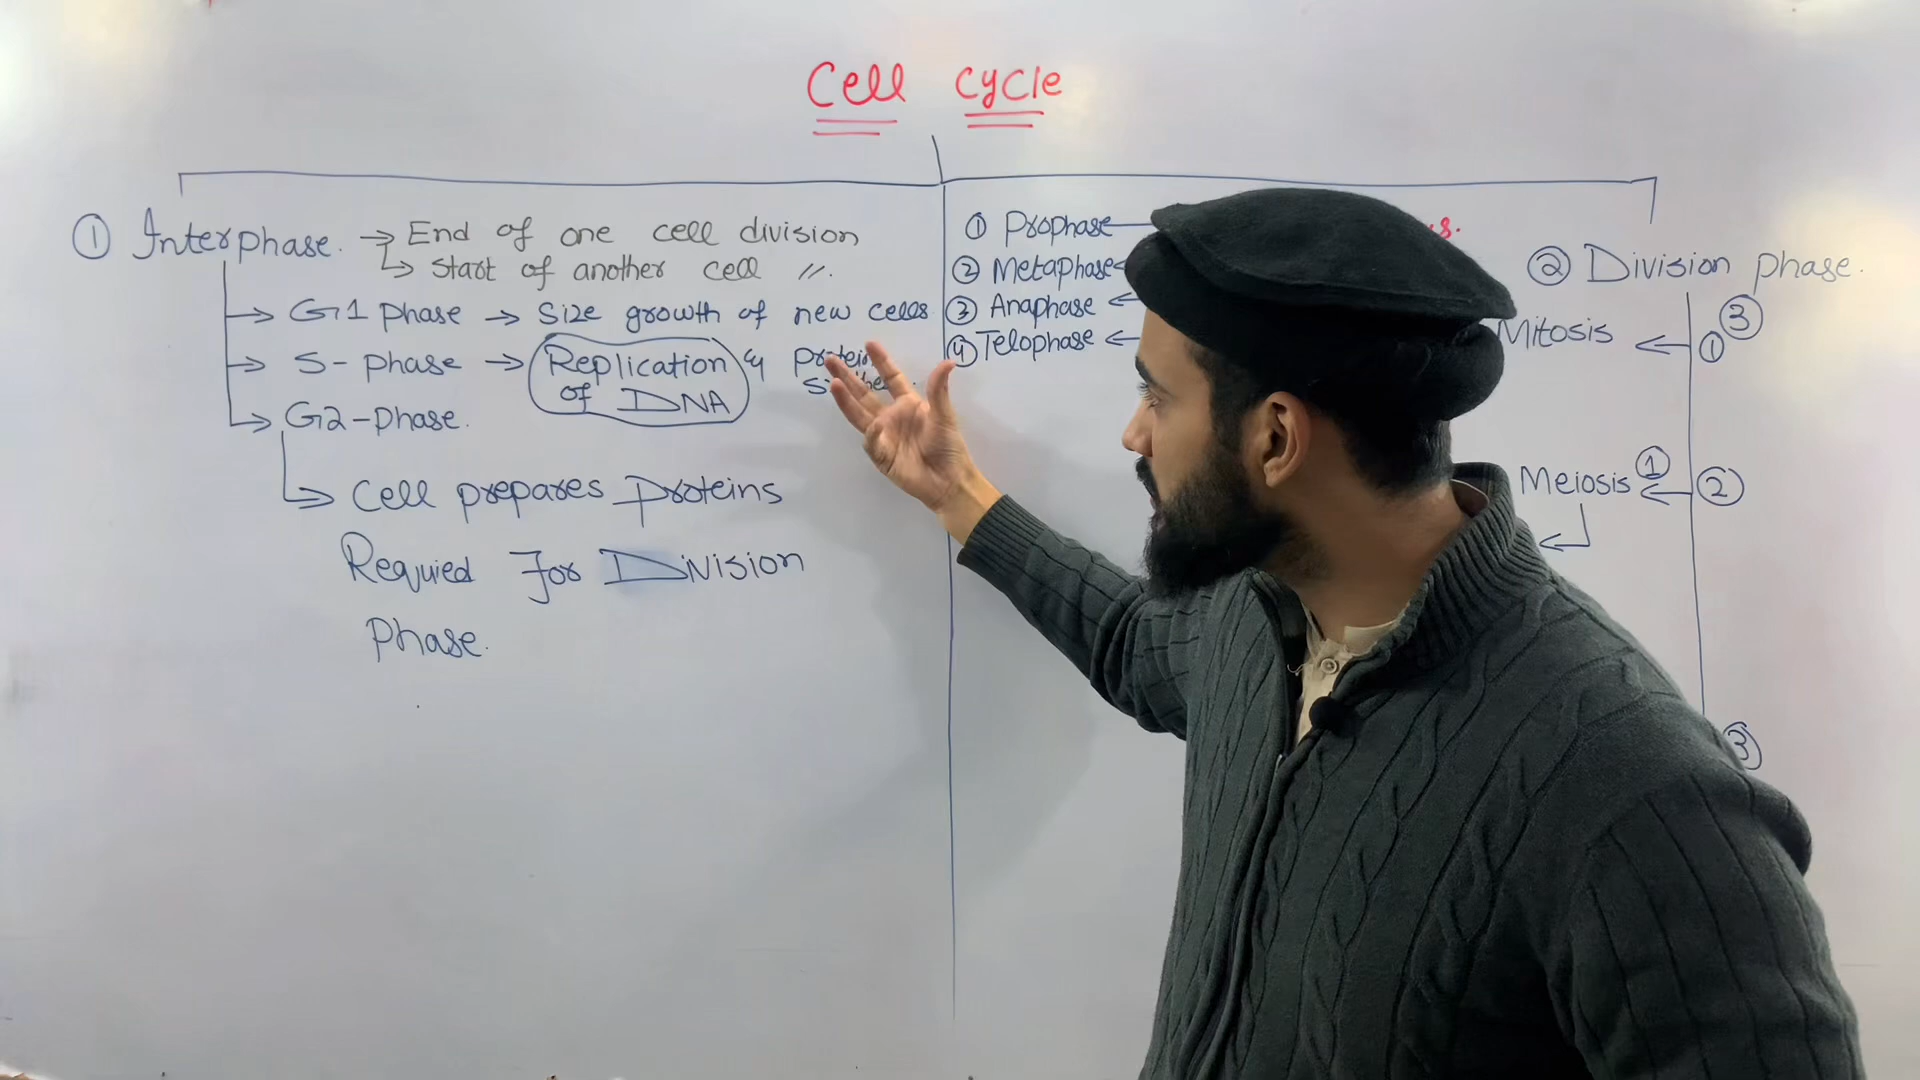 Cell cycle
① Interphase. → End of one cell division
↳ Start of another cell 〃.
→ G1 phase → Size growth of new cells
→ S-phase → Replication of DNA & protein
→ G2-phase.
↳ Cell prepares proteins
Requied for Division
phase.
① Prophase
② Metaphase
③ Anaphase ←
④ Telophase ←
② Division phase.
③
Mitosis ← ①
Meiosis ① ← ②
③